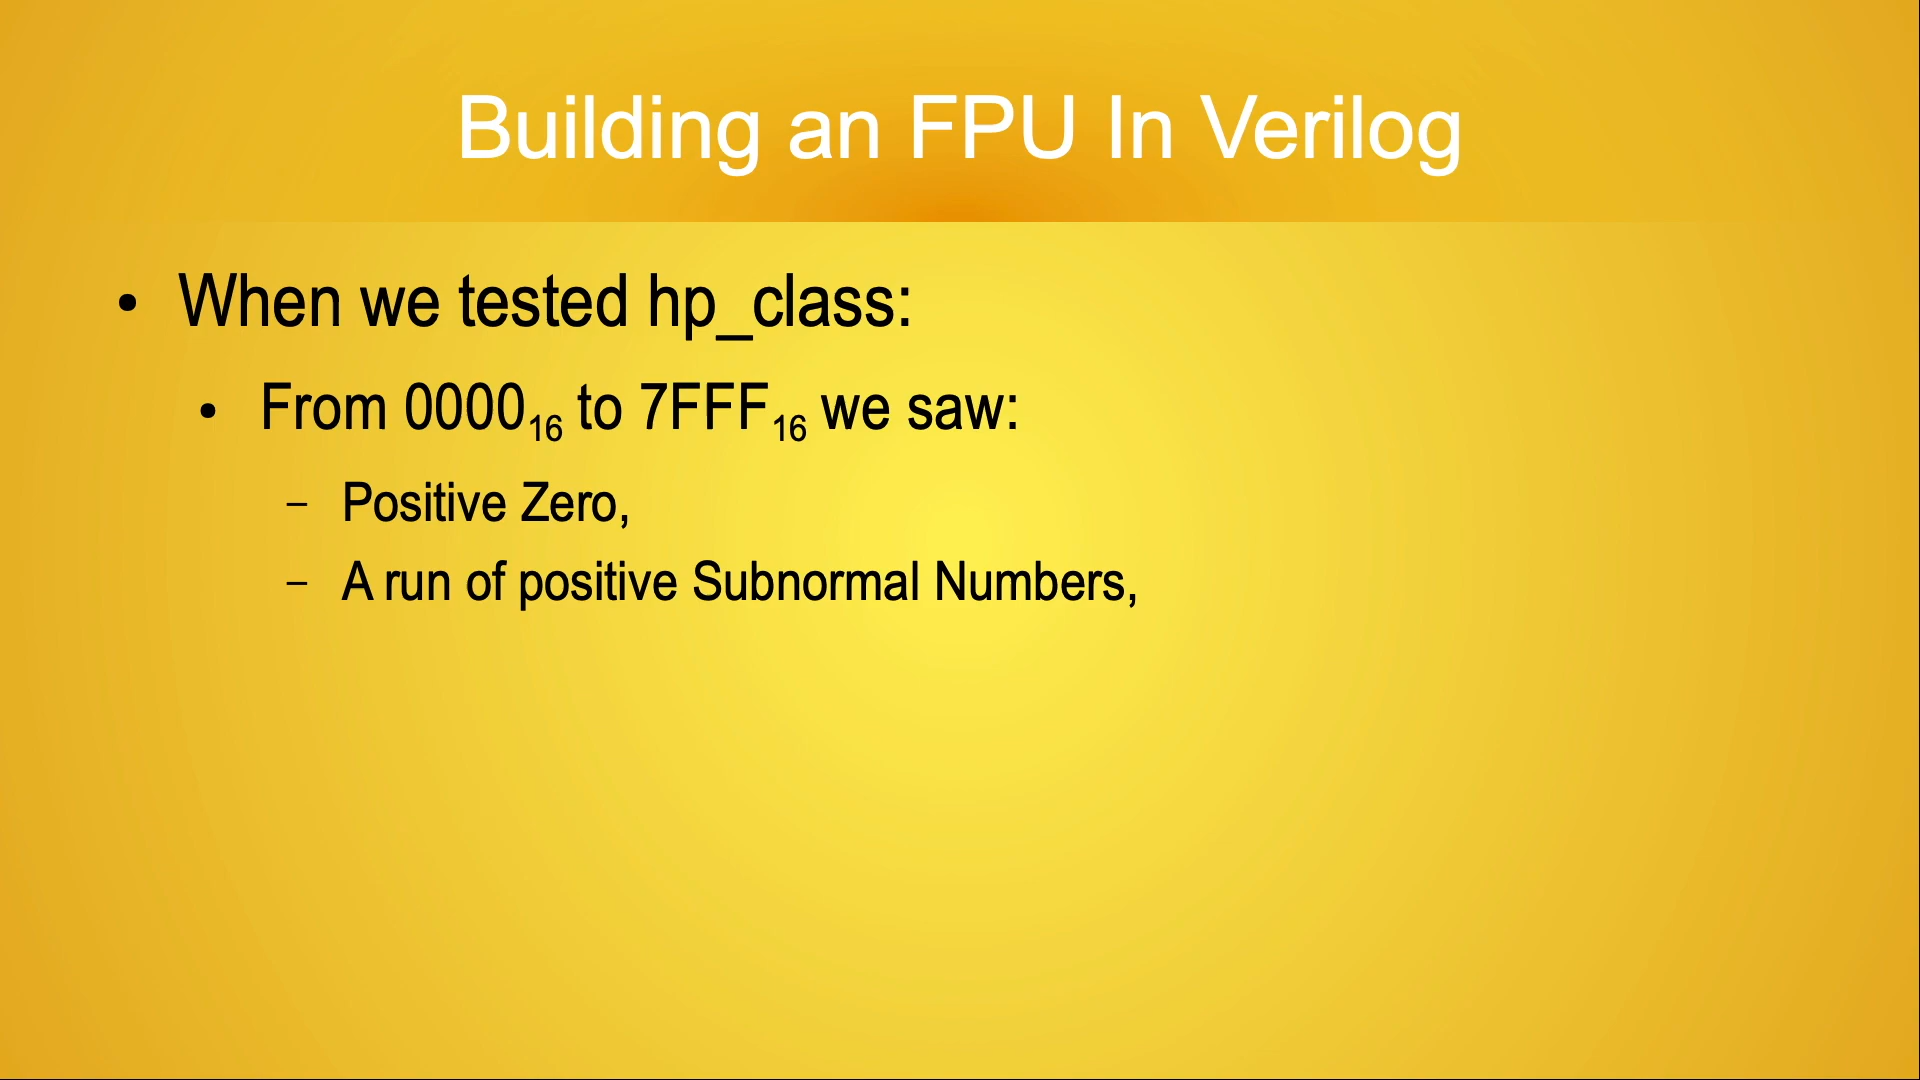 Building an FPU In Verilog
• When we tested hp_class:
• From 0000₁₆ to 7FFF₁₆ we saw:
– Positive Zero,
– A run of positive Subnormal Numbers,